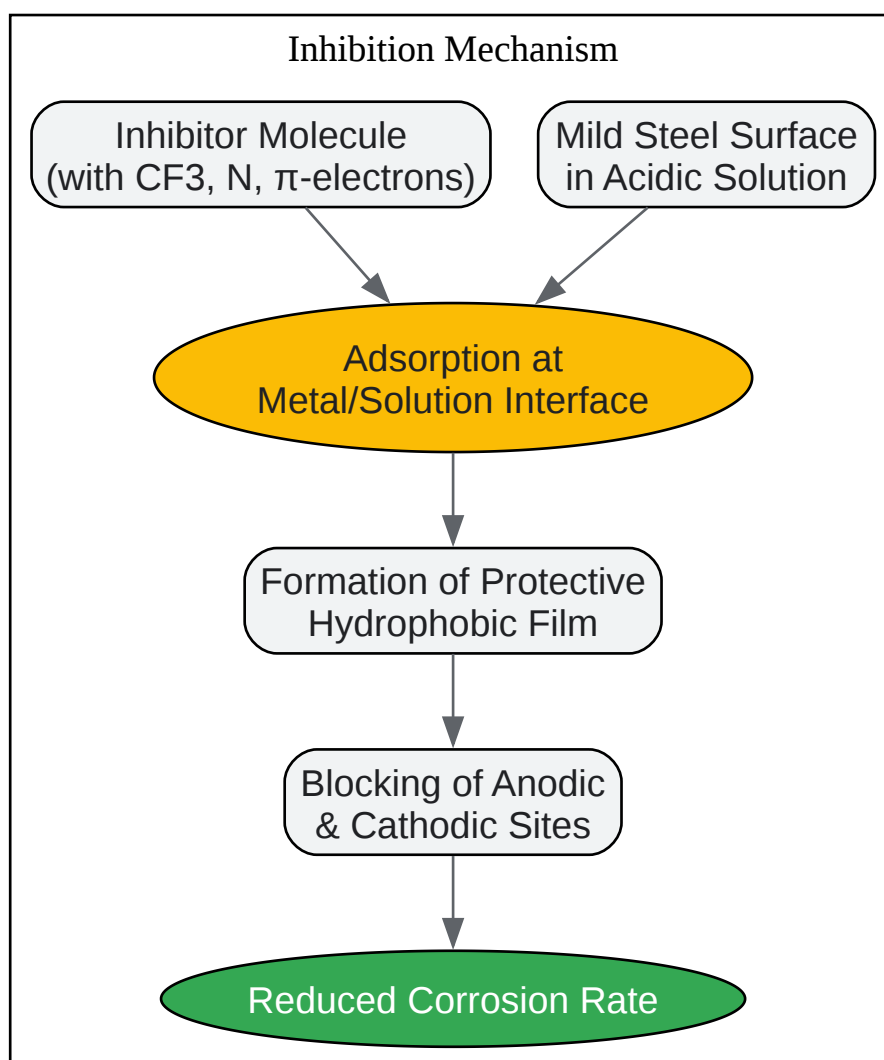 Inhibition Mechanism
Inhibitor Molecule
(with CF3, N, π-electrons)
Mild Steel Surface
in Acidic Solution
Adsorption at
Metal/Solution Interface
Formation of Protective
Hydrophobic Film
Blocking of Anodic
& Cathodic Sites
Reduced Corrosion Rate